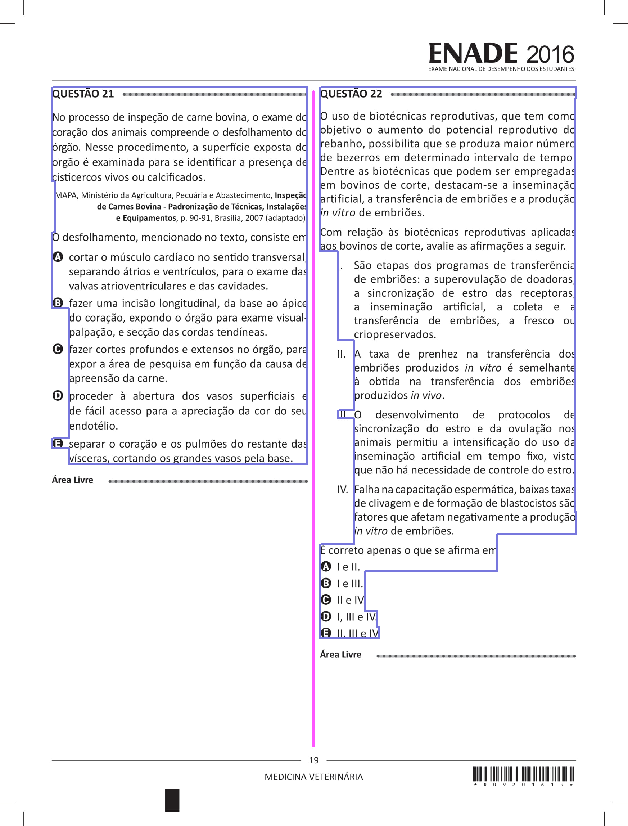 ENADE 2016
EXAME NACIONAL DE DESEMPENHO DOS ESTUDANTES
QUESTÃO 21
No processo de inspeção de carne bovina, o exame do
coração dos animais compreende o desfolhamento do
órgão. Nesse procedimento, a superfície exposta do
órgão é examinada para se identificar a presença de
cisticercos vivos ou calcificados.
MAPA, Ministério da Agricultura, Pecuária e Abastecimento, Inspeção
de Carnes Bovina - Padronização de Técnicas, Instalações
e Equipamentos, p. 90-91, Brasília, 2007 (adaptado).
O desfolhamento, mencionado no texto, consiste em
A cortar o músculo cardíaco no sentido transversal,
separando átrios e ventrículos, para o exame das
valvas atrioventriculares e das cavidades.
B fazer uma incisão longitudinal, da base ao ápice
do coração, expondo o órgão para exame visual-
palpação, e secção das cordas tendíneas.
C fazer cortes profundos e extensos no órgão, para
expor a área de pesquisa em função da causa de
apreensão da carne.
D proceder à abertura dos vasos superficiais e
de fácil acesso para a apreciação da cor do seu
endotélio.
E separar o coração e os pulmões do restante das
vísceras, cortando os grandes vasos pela base.
Área Livre
QUESTÃO 22
O uso de biotécnicas reprodutivas, que tem como
objetivo o aumento do potencial reprodutivo do
rebanho, possibilita que se produza maior número
de bezerros em determinado intervalo de tempo.
Dentre as biotécnicas que podem ser empregadas
em bovinos de corte, destacam-se a inseminação
artificial, a transferência de embriões e a produção
in vitro de embriões.
Com relação às biotécnicas reprodutivas aplicadas
aos bovinos de corte, avalie as afirmações a seguir.
I. São etapas dos programas de transferência
de embriões: a superovulação de doadoras,
a sincronização de estro das receptoras,
a inseminação artificial, a coleta e a
transferência de embriões, a fresco ou
criopreservados.
II. A taxa de prenhez na transferência dos
embriões produzidos in vitro é semelhante
à obtida na transferência dos embriões
produzidos in vivo.
III. O desenvolvimento de protocolos de
sincronização do estro e da ovulação nos
animais permitiu a intensificação do uso da
inseminação artificial em tempo fixo, visto
que não há necessidade de controle do estro.
IV. Falha na capacitação espermática, baixas taxas
de clivagem e de formação de blastocistos são
fatores que afetam negativamente a produção
in vitro de embriões.
É correto apenas o que se afirma em
A I e II.
B I e III.
C II e IV.
D I, III e IV.
E II, III e IV.
Área Livre
19
MEDICINA VETERINÁRIA